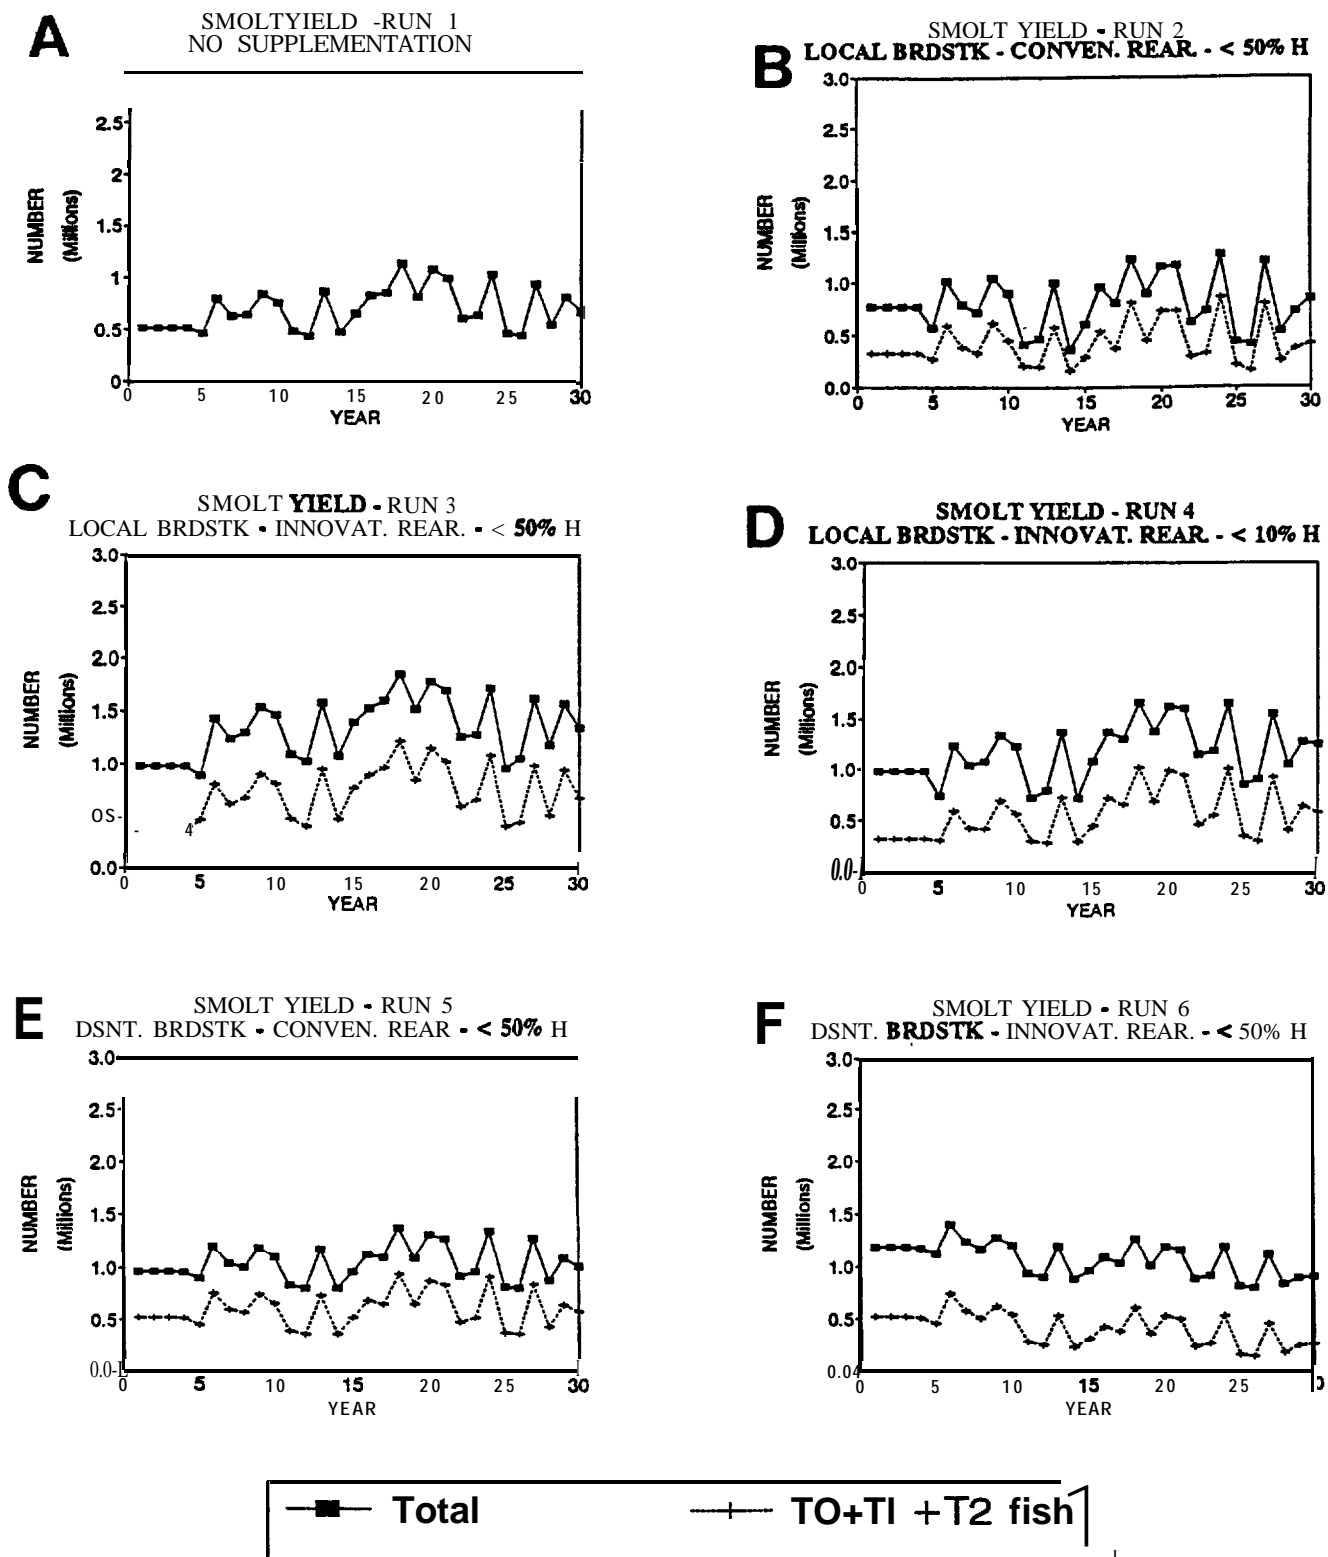 A
SMOLTYIELD -RUN 1
NO SUPPLEMENTATION
2.5
2
1.5
1
0.5
0
NUMBER
(Millions)
0 5 10 15 20 25 30
YEAR
B
SMOLT YIELD - RUN 2
LOCAL BRDSTK - CONVEN. REAR. - < 50% H
3.0
2.5
2.0
1.5
1.0
0.5
0.0
NUMBER
(Millions)
0 5 10 15 20 25 30
YEAR
C
SMOLT YIELD - RUN 3
LOCAL BRDSTK - INNOVAT. REAR. - < 50% H
3.0
2.5
2.0
1.5
1.0
OS-
- 4
0.0
NUMBER
(Millions)
0 5 10 15 20 25 30
YEAR
D
SMOLT YIELD - RUN 4
LOCAL BRDSTK - INNOVAT. REAR. - < 10% H
3.0
2.5
2.0
1.5
1.0
0.5
0.0-
NUMBER
(Millions)
0 5 10 15 20 25 30
YEAR
E
SMOLT YIELD - RUN 5
DSNT. BRDSTK - CONVEN. REAR - < 50% H
3.0
2.5
2.0
1.5
1.0
0.5
0.0-
NUMBER
(Millions)
0 5 10 15 20 25 30
YEAR
F
SMOLT YIELD - RUN 6
DSNT. BRDSTK - INNOVAT. REAR. - < 50% H
3.0
2.5
2.0
1.5
1.0
0.5
0.04
NUMBER
(Millions)
0 5 10 15 20 25 0
YEAR
Total
TO+TI +T2 fish